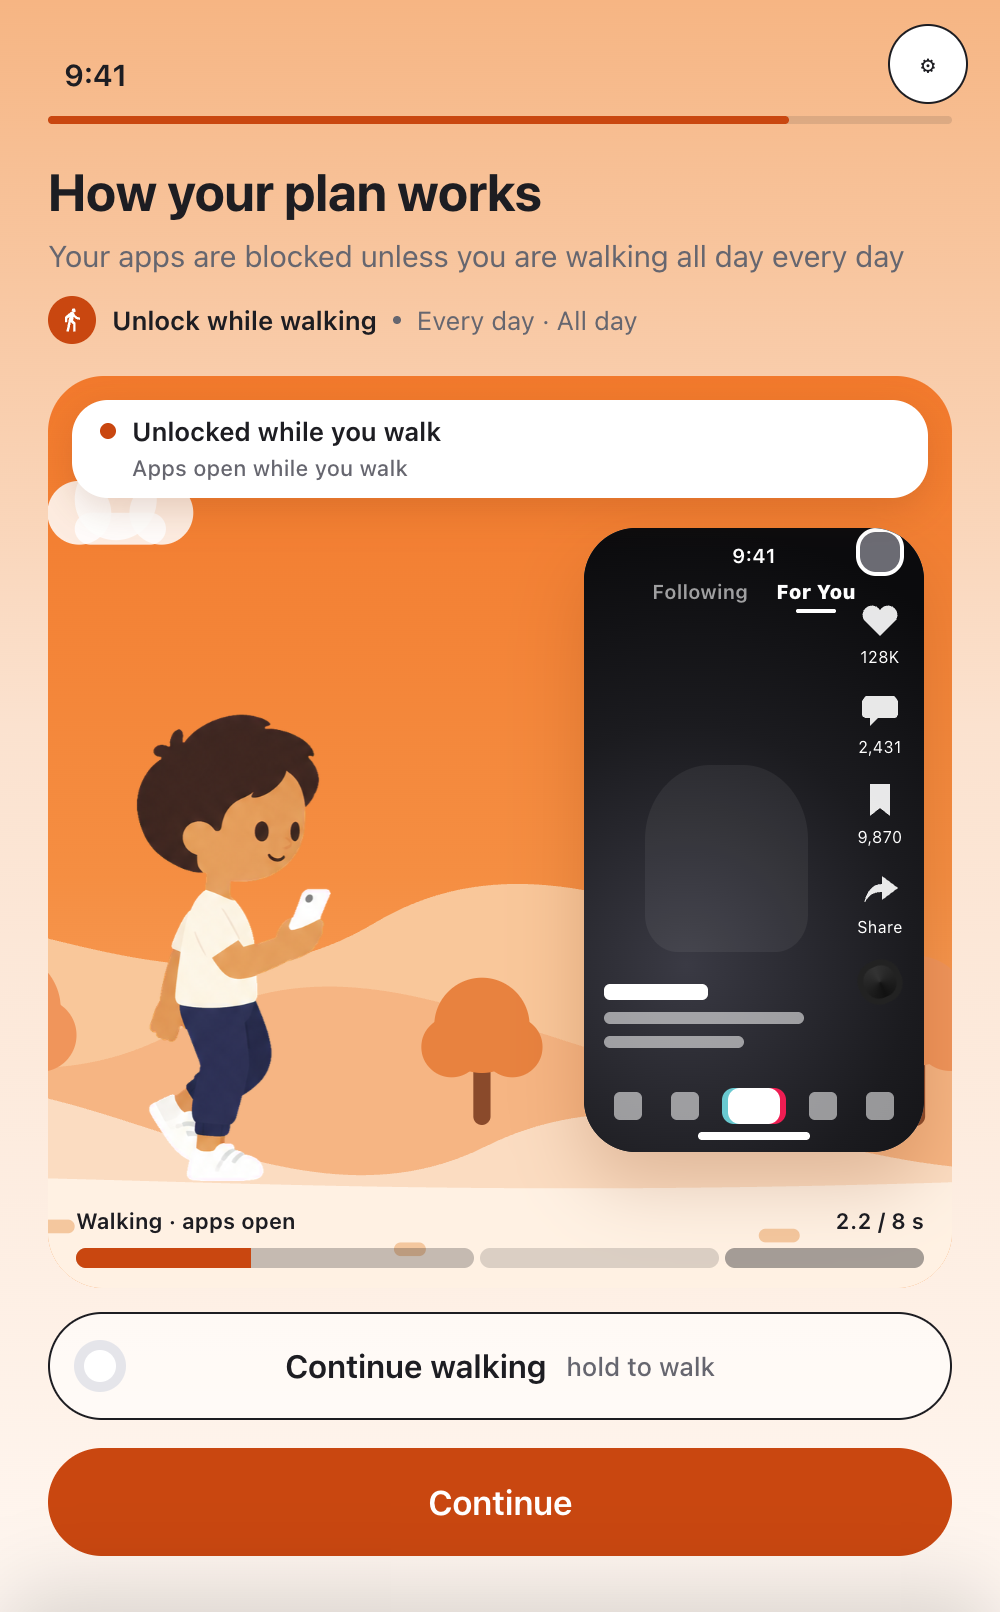 9:41
How your plan works
Your apps are blocked unless you are walking all day every day
Unlock while walking • Every day · All day
Unlocked while you walk
Apps open while you walk
9:41
Following For You
128K
2,431
9,870
Share
Walking · apps open 2.2 / 8 s
Continue walking hold to walk
Continue